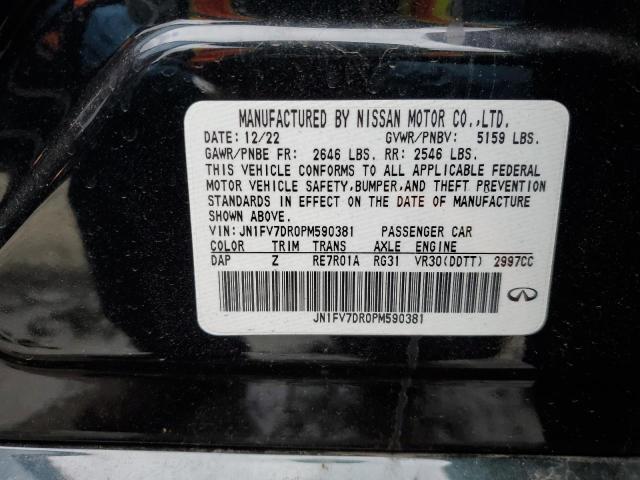 MANUFACTURED BY NISSAN MOTOR CO.,LTD.
DATE: 12/22 GVWR/PNBV: 5159 LBS.
GAWR/PNBE FR: 2646 LBS. RR: 2546 LBS.
THIS VEHICLE CONFORMS TO ALL APPLICABLE FEDERAL
MOTOR VEHICLE SAFETY,BUMPER,AND THEFT PREVENTION
STANDARDS IN EFFECT ON THE DATE OF MANUFACTURE
SHOWN ABOVE.
VIN: JN1FV7DR0PM590381 PASSENGER CAR
COLOR TRIM TRANS AXLE ENGINE
DAP Z RE7R01A RG31 VR30(DDTT) 2997CC
JN1FV7DR0PM590381